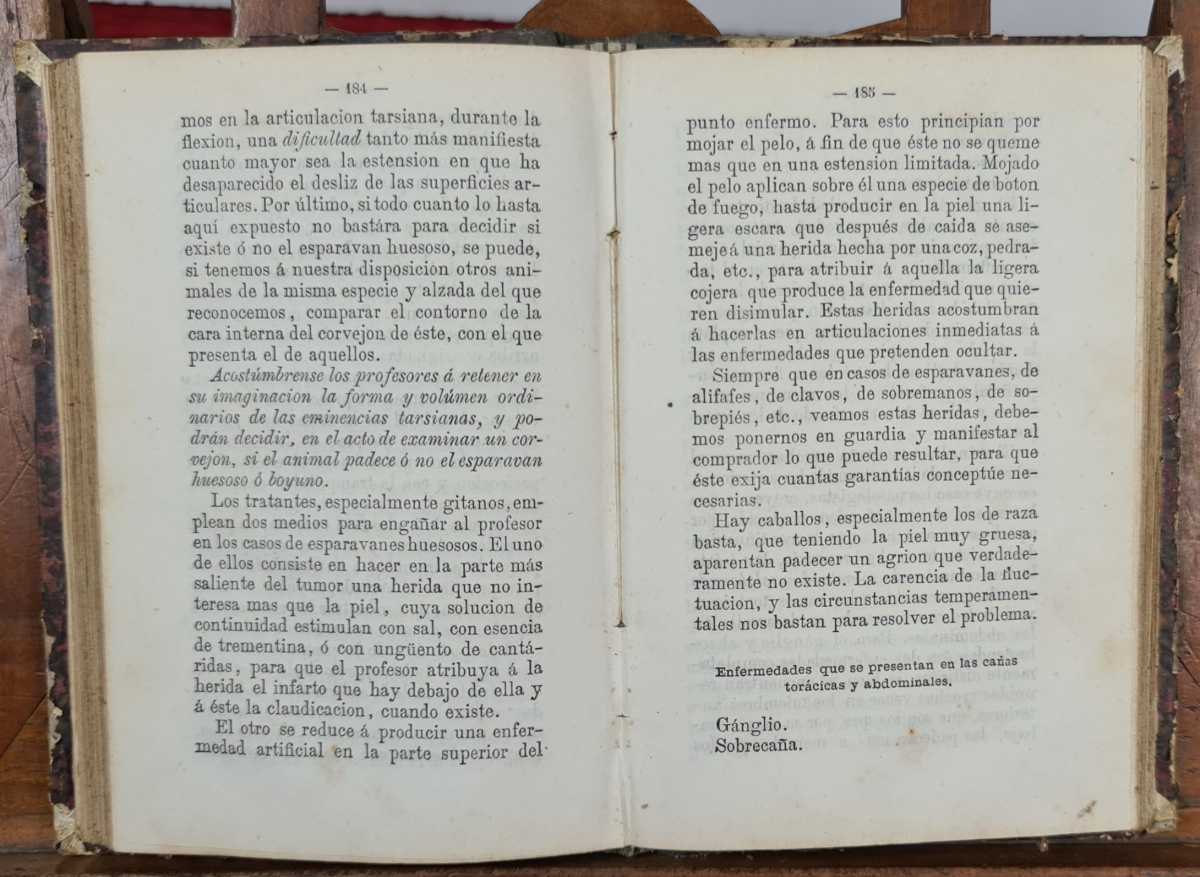 — 184 —
mos en la articulacion tarsiana, durante la
flexion, una dificultad tanto más manifiesta
cuanto mayor sea la estension en que ha
desaparecido el desliz de las superficies ar-
ticulares. Por último, si todo cuanto lo hasta
aquí expuesto no bastára para decidir si
existe ó no el esparavan huesoso, se puede,
si tenemos á nuestra disposicion otros ani-
males de la misma especie y alzada del que
reconocemos, comparar el contorno de la
cara interna del corvejon de éste, con el que
presenta el de aquellos.
Acostúmbrense los profesores á retener en
su imaginacion la forma y volúmen ordi-
narios de las eminencias tarsianas, y po-
drán decidir, en el acto de examinar un cor-
vejon, si el animal padece ó no el esparavan
huesoso ó boyuno.
Los tratantes, especialmente gitanos, em-
plean dos medios para engañar al profesor
en los casos de esparavanes huesosos. El uno
de ellos consiste en hacer en la parte más
saliente del tumor una herida que no in-
teresa mas que la piel, cuya solucion de
continuidad estimulan con sal, con esencia
de trementina, ó con ungüento de cantá-
ridas, para que el profesor atribuya á la
herida el infarto que hay debajo de ella y
á éste la claudicacion, cuando existe.
El otro se reduce á producir una enfer-
medad artificial en la parte superior del
— 185 —
punto enfermo. Para esto principian por
mojar el pelo, á fin de que éste no se queme
mas que en una estension limitada. Mojado
el pelo aplican sobre él una especie de boton
de fuego, hasta producir en la piel una li-
gera escara que después de caida se ase-
meje á una herida hecha por una coz, pedra-
da, etc., para atribuir á aquella la ligera
cojera que produce la enfermedad que quie-
ren disimular. Estas heridas acostumbran
á hacerlas en articulaciones inmediatas á
las enfermedades que pretenden ocultar.
Siempre que en casos de esparavanes, de
alifafes, de clavos, de sobremanos, de so-
brepiés, etc., veamos estas heridas, debe-
mos ponernos en guardia y manifestar al
comprador lo que puede resultar, para que
éste exija cuantas garantías conceptúe ne-
cesarias.
Hay caballos, especialmente los de raza
basta, que teniendo la piel muy gruesa,
aparentan padecer un agrion que verdade-
ramente no existe. La carencia de la fluc-
tuacion, y las circunstancias temperamen-
tales nos bastan para resolver el problema.
Enfermedades que se presentan en las cañas
torácicas y abdominales.
Gánglio.
Sobrecaña.